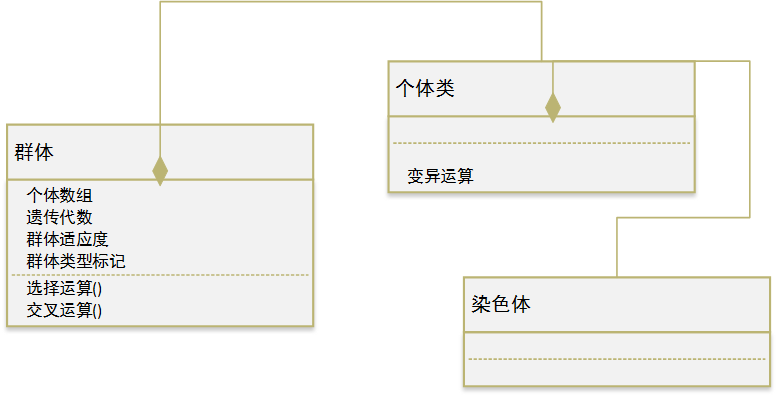 群体
个体数组
遗传代数
群体适应度
群体类型标记
选择运算()
交叉运算()
个体类
变异运算
染色体